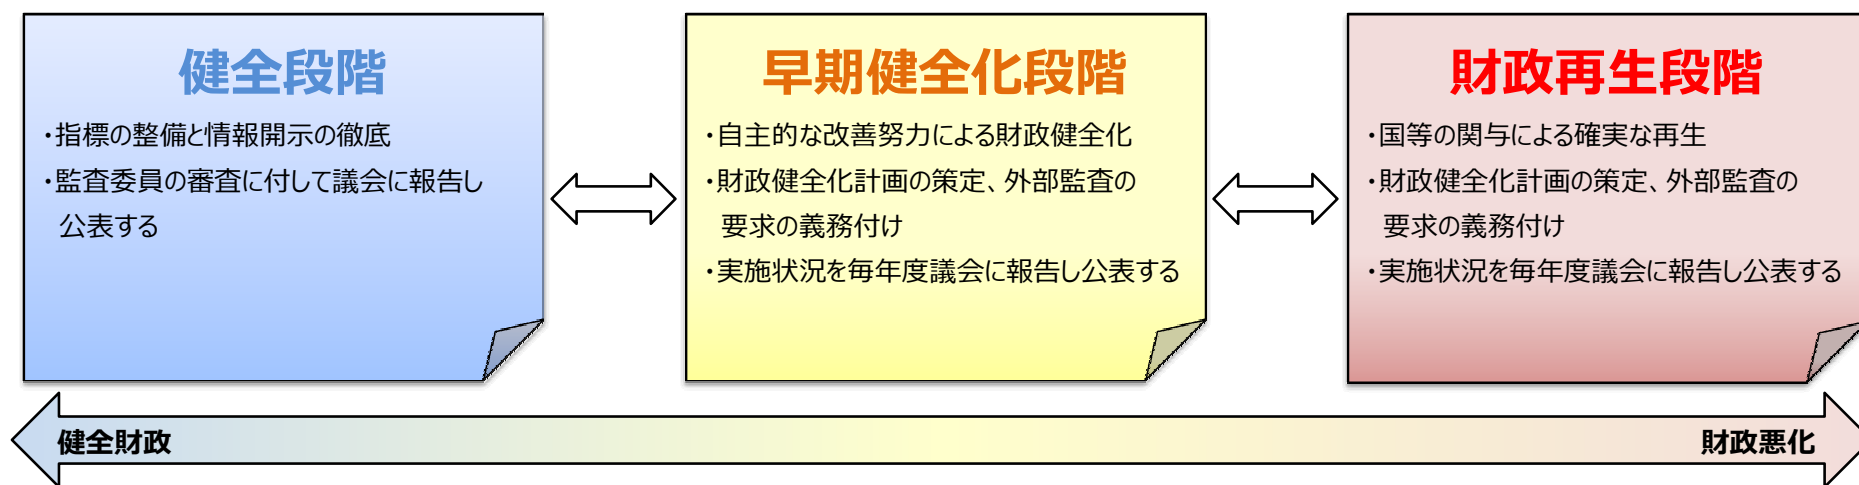 健全段階
・指標の整備と情報開示の徹底
・監査委員の審査に付して議会に報告し
公表する
早期健全化段階
・自主的な改善努力による財政健全化
・財政健全化計画の策定、外部監査の
要求の義務付け
・実施状況を毎年度議会に報告し公表する
財政再生段階
・国等の関与による確実な再生
・財政健全化計画の策定、外部監査の
要求の義務付け
・実施状況を毎年度議会に報告し公表する
健全財政
財政悪化